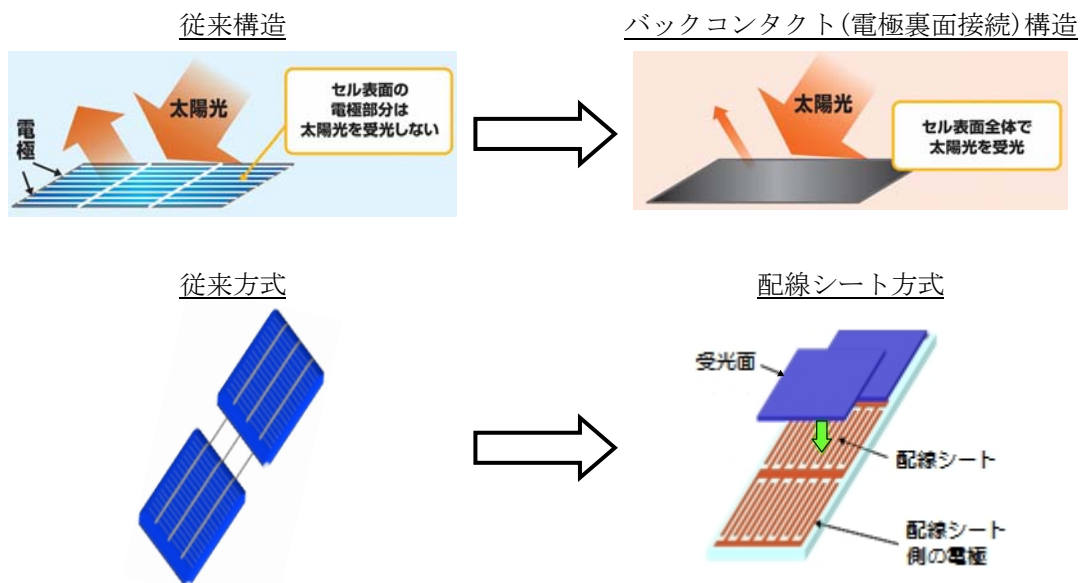 従来構造
バックコンタクト(電極裏面接続)構造
電極
太陽光
セル表面の
電極部分は
太陽光を受光しない
太陽光
セル表面全体で
太陽光を受光
従来方式
配線シート方式
受光面
配線シート
配線シート
側の電極